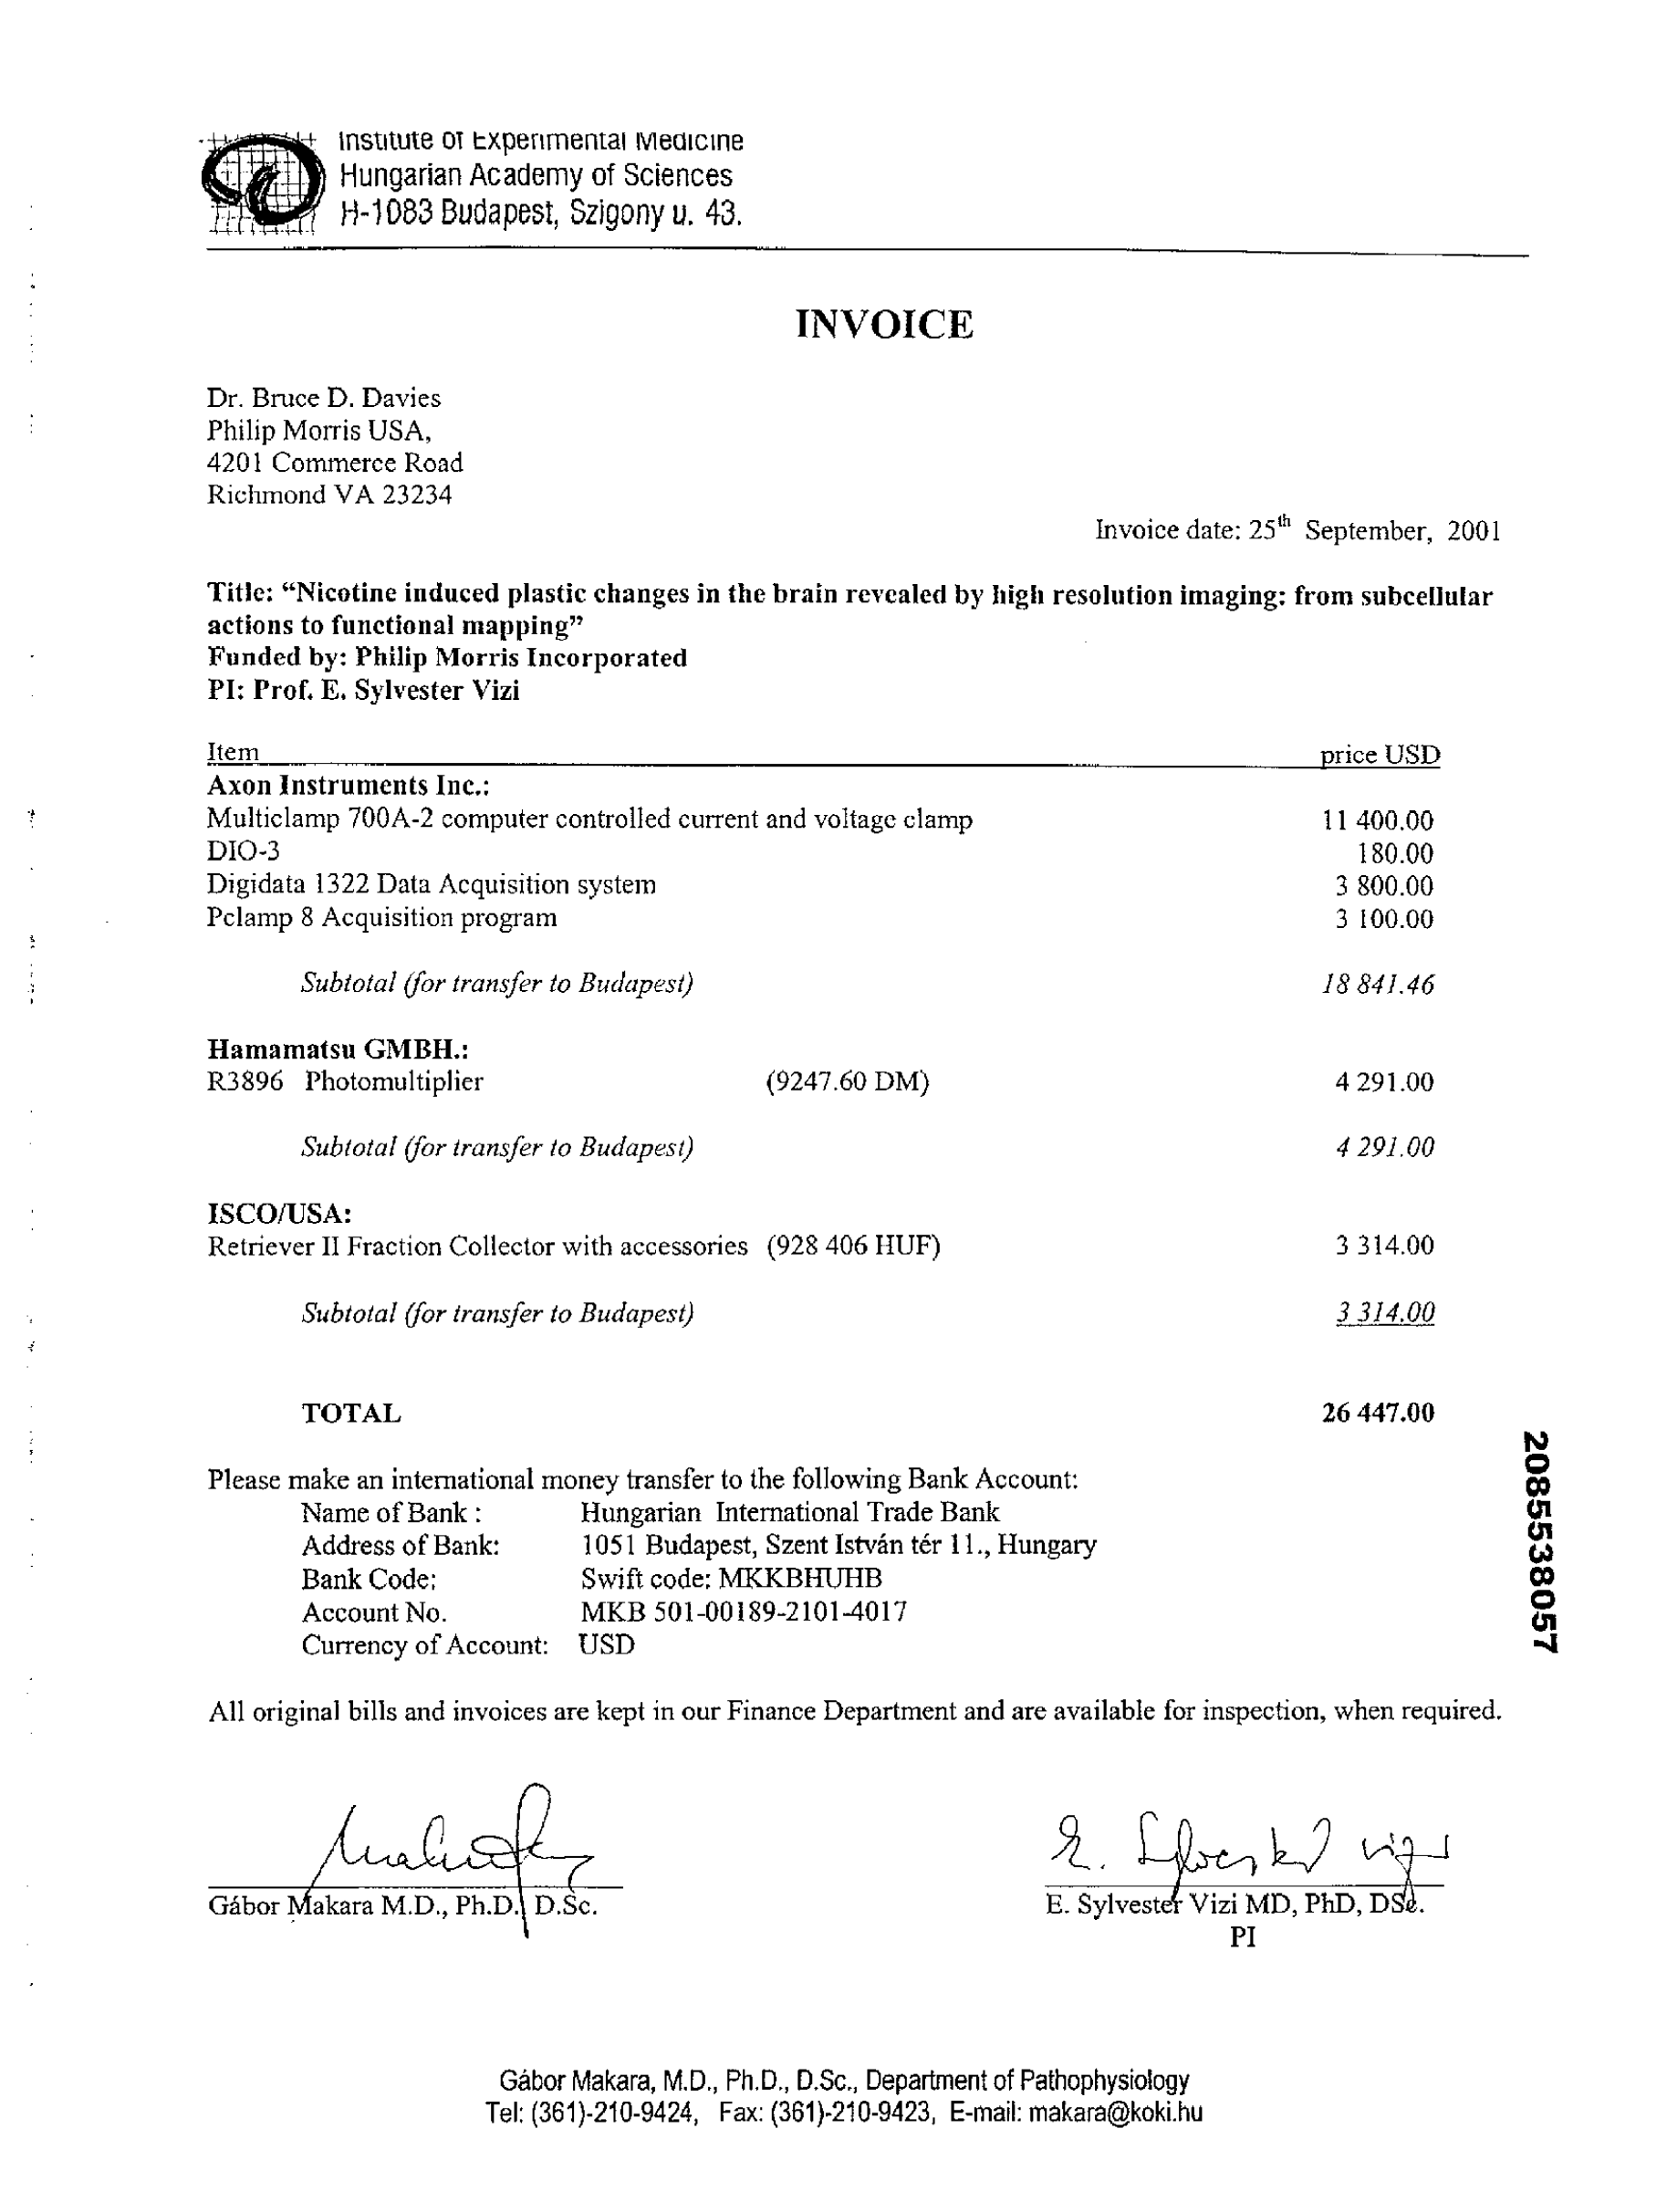 Institute of Experimental Medicine
Hungarian Academy of Sciences
H-1083 Budapest, Szigony u. 43.
INVOICE
Dr. Bruce D. Davies
Philip Morris USA,
4201 Commerce Road
Richmond VA 23234
Invoice date: 25th September, 2001
Title: “Nicotine induced plastic changes in the brain revealed by high resolution imaging: from subcellular
actions to functional mapping”
Funded by: Philip Morris Incorporated
PI: Prof. E. Sylvester Vizi
Item price USD
Axon Instruments Inc.:
Multiclamp 700A-2 computer controlled current and voltage clamp 11 400.00
DIO-3 180.00
Digidata 1322 Data Acquisition system 3 800.00
Pclamp 8 Acquisition program 3 100.00
Subtotal (for transfer to Budapest) 18 841.46
Hamamatsu GMBH.:
R3896 Photomultiplier (9247.60 DM) 4 291.00
Subtotal (for transfer to Budapest) 4 291.00
ISCO/USA:
Retriever II Fraction Collector with accessories (928 406 HUF) 3 314.00
Subtotal (for transfer to Budapest) 3 314.00
TOTAL 26 447.00
Please make an international money transfer to the following Bank Account:
Name of Bank : Hungarian International Trade Bank
Address of Bank: 1051 Budapest, Szent István tér 11., Hungary
Bank Code: Swift code: MKKBHUHB
Account No. MKB 501-00189-2101-4017
Currency of Account: USD
2085538057
All original bills and invoices are kept in our Finance Department and are available for inspection, when required.
E. Sylvester Vizi
Gábor Makara M.D., Ph.D. D.Sc. E. Sylvester Vizi MD, PhD, DSc.
PI
Gábor Makara, M.D., Ph.D., D.Sc., Department of Pathophysiology
Tel: (361)-210-9424, Fax: (361)-210-9423, E-mail: makara@koki.hu